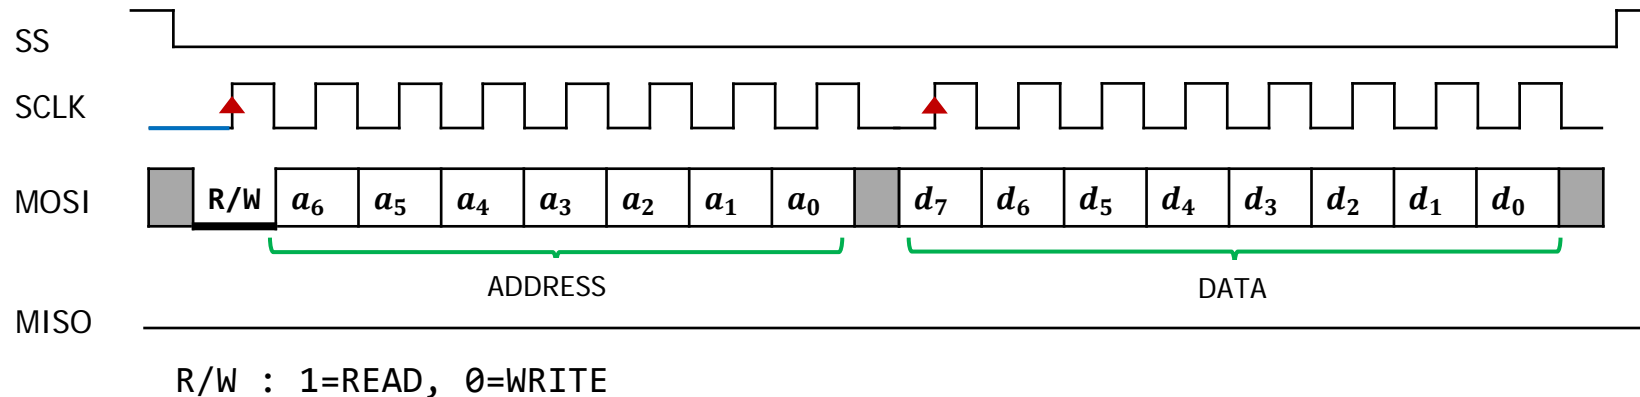 SS
SCLK
MOSI R/W a₆ a₅ a₄ a₃ a₂ a₁ a₀ d₇ d₆ d₅ d₄ d₃ d₂ d₁ d₀
ADDRESS DATA
MISO
R/W : 1=READ, 0=WRITE